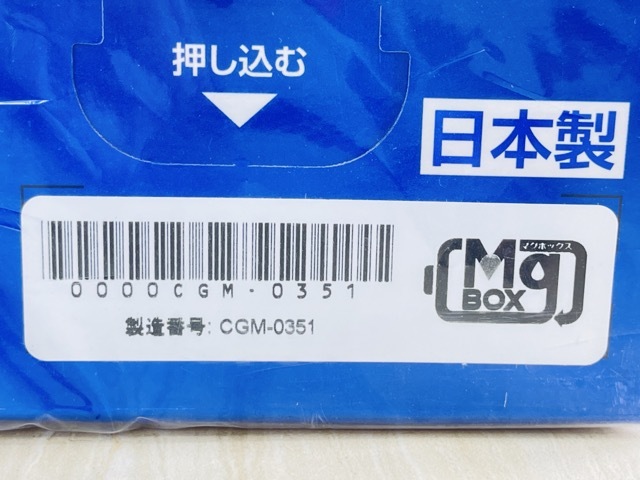 押し込む
日本製
0000CGM-0351
製造番号: CGM-0351
マグボックス
Mg
BOX